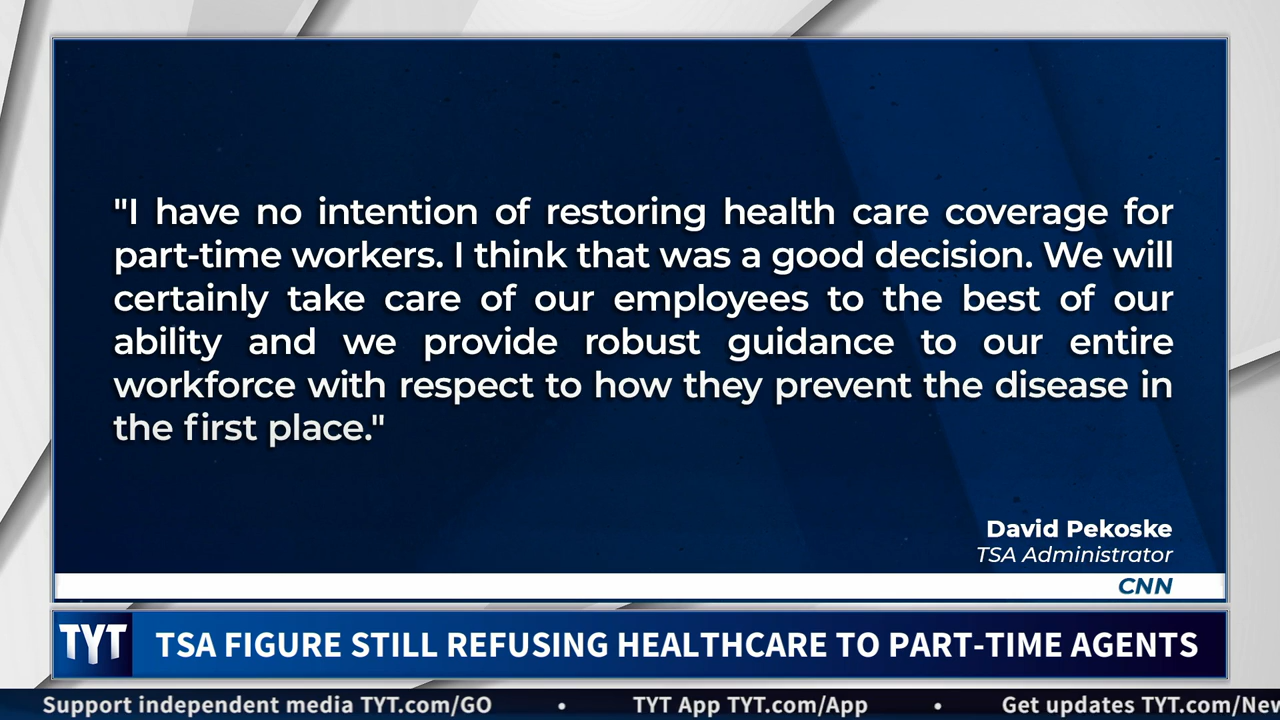 "I have no intention of restoring health care coverage for
part-time workers. I think that was a good decision. We will
certainly take care of our employees to the best of our
ability and we provide robust guidance to our entire
workforce with respect to how they prevent the disease in
the first place."
David Pekoske
TSA Administrator
CNN
TYT TSA FIGURE STILL REFUSING HEALTHCARE TO PART-TIME AGENTS
Support independent media TYT.com/GO • TYT App TYT.com/App • Get updates